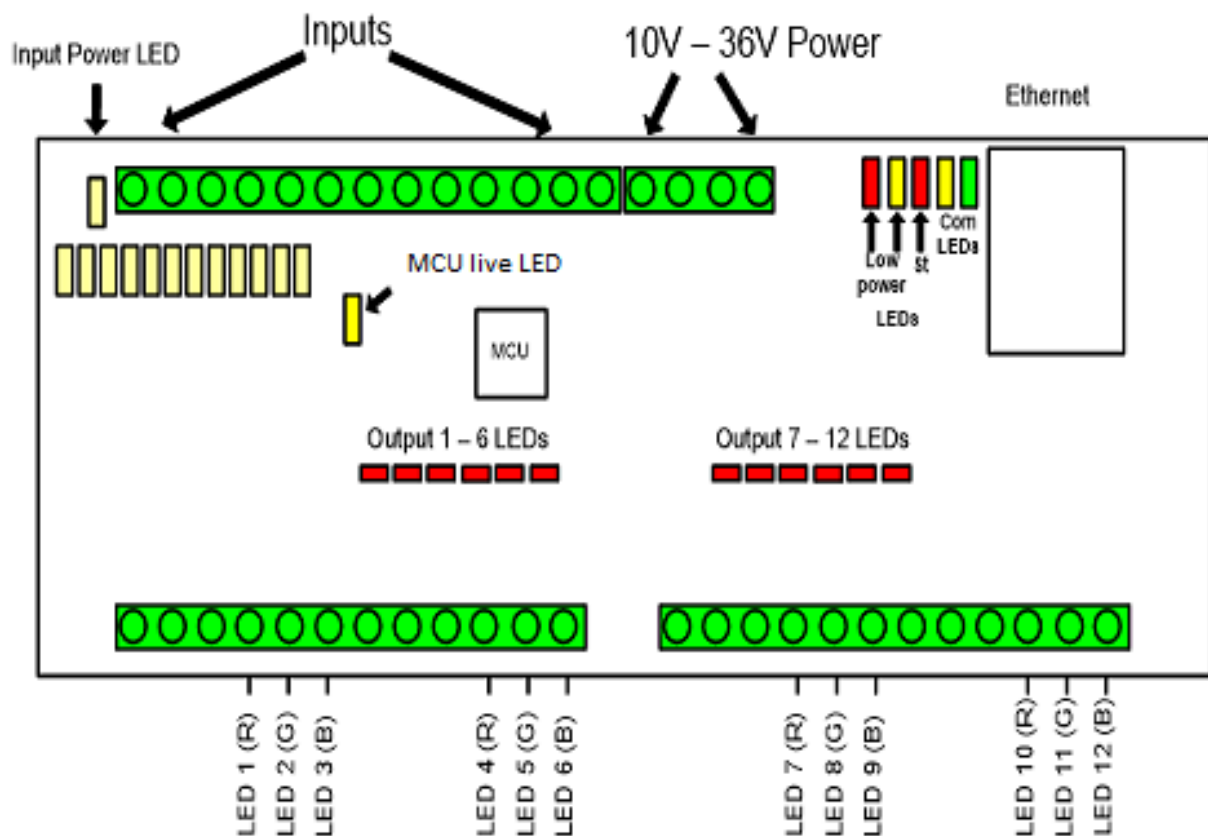 Inputs
10V – 36V Power
Input Power LED
Ethernet
MCU live LED
Low
power
LEDs
st
Com
LEDs
MCU
Output 1 – 6 LEDs
Output 7 – 12 LEDs
LED 1 (R)
LED 2 (G)
LED 3 (B)
LED 4 (R)
LED 5 (G)
LED 6 (B)
LED 7 (R)
LED 8 (G)
LED 9 (B)
LED 10 (R)
LED 11 (G)
LED 12 (B)